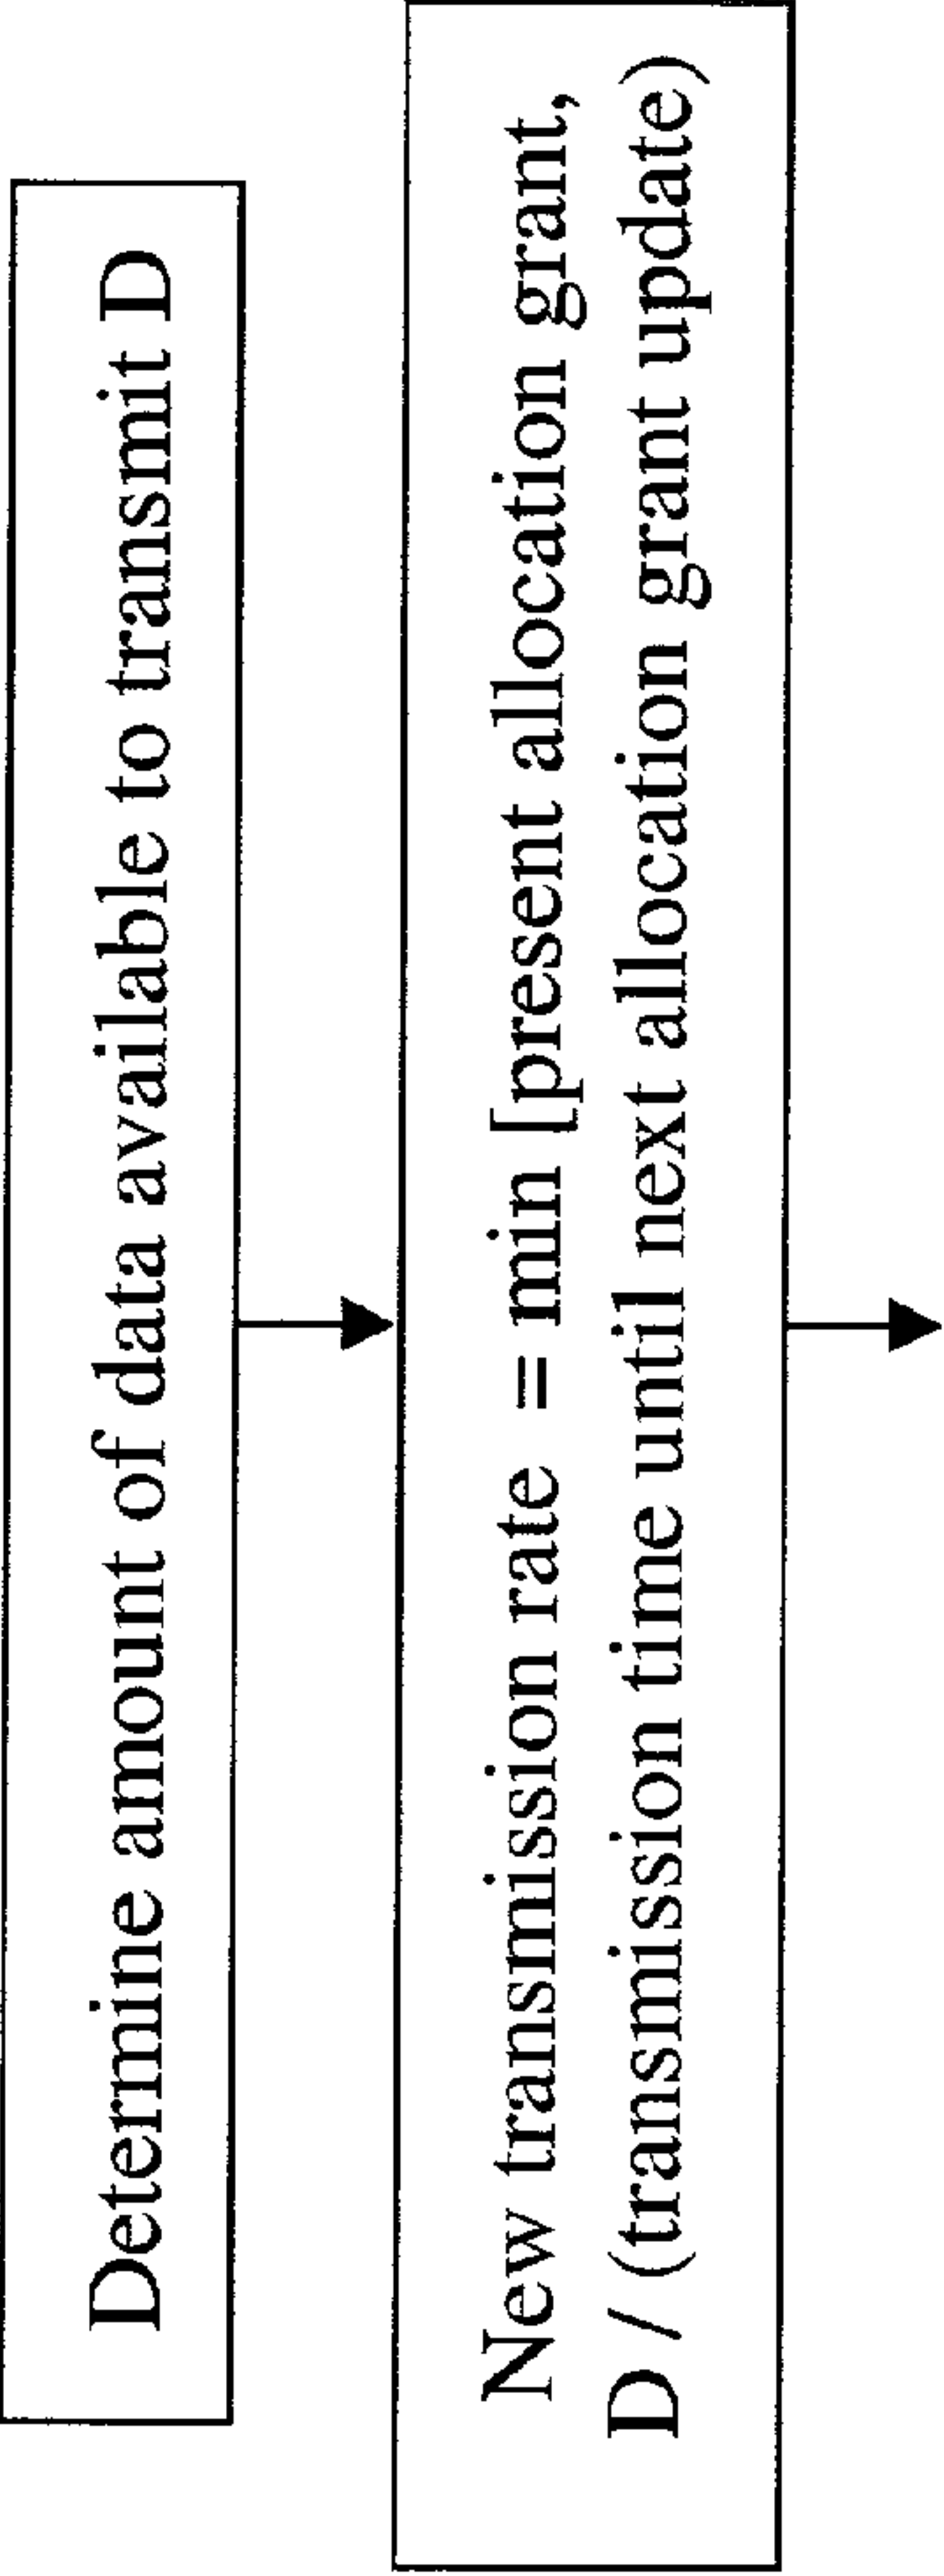 Determine amount of data available to transmit D
New transmission rate = min [present allocation grant,
D / (transmission time until next allocation grant update)